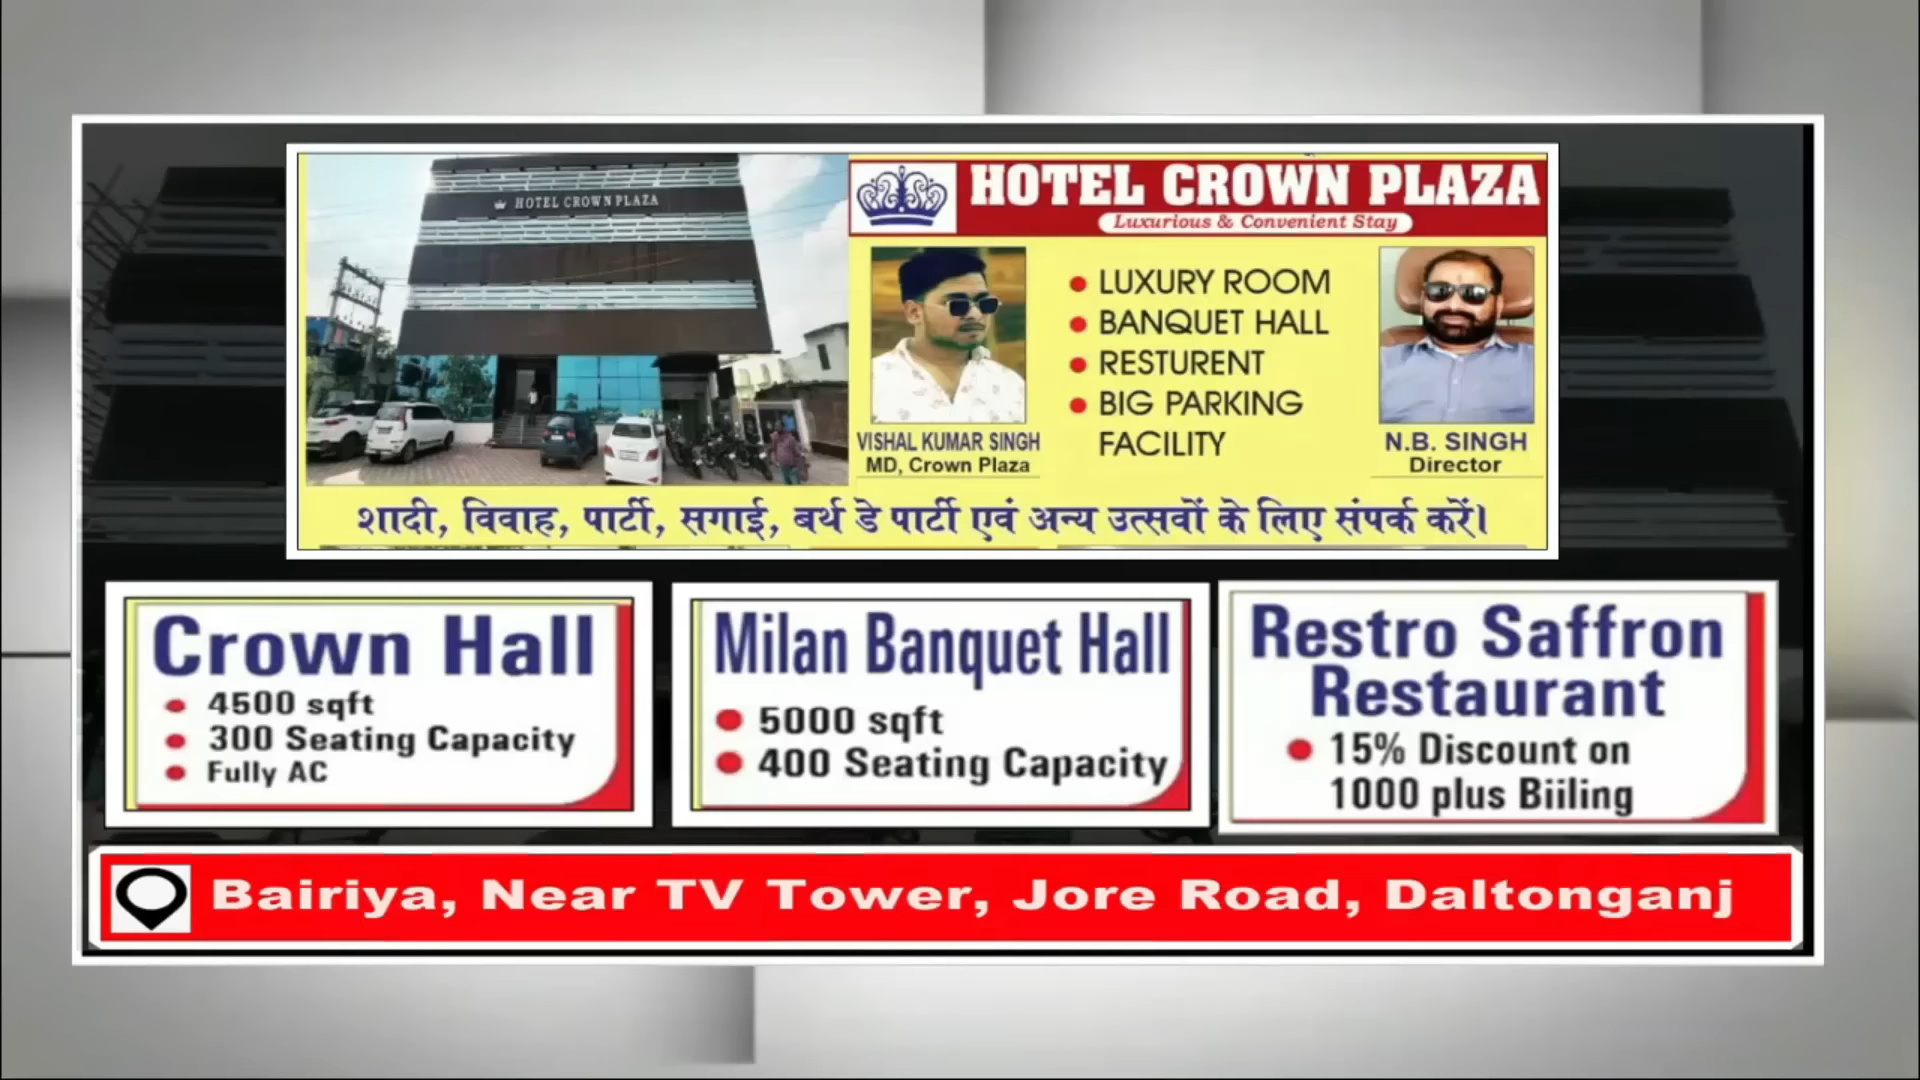 HOTEL CROWN PLAZA
HOTEL CROWN PLAZA
Luxurious & Convenient Stay
• LUXURY ROOM
• BANQUET HALL
• RESTURENT
• BIG PARKING
FACILITY
VISHAL KUMAR SINGH
MD, Crown Plaza
N.B. SINGH
Director
शादी, विवाह, पार्टी, सगाई, बर्थ डे पार्टी एवं अन्य उत्सवों के लिए संपर्क करें।
Crown Hall
• 4500 sqft
• 300 Seating Capacity
• Fully AC
Milan Banquet Hall
• 5000 sqft
• 400 Seating Capacity
Restro Saffron
Restaurant
• 15% Discount on
1000 plus Biiling
Bairiya, Near TV Tower, Jore Road, Daltonganj